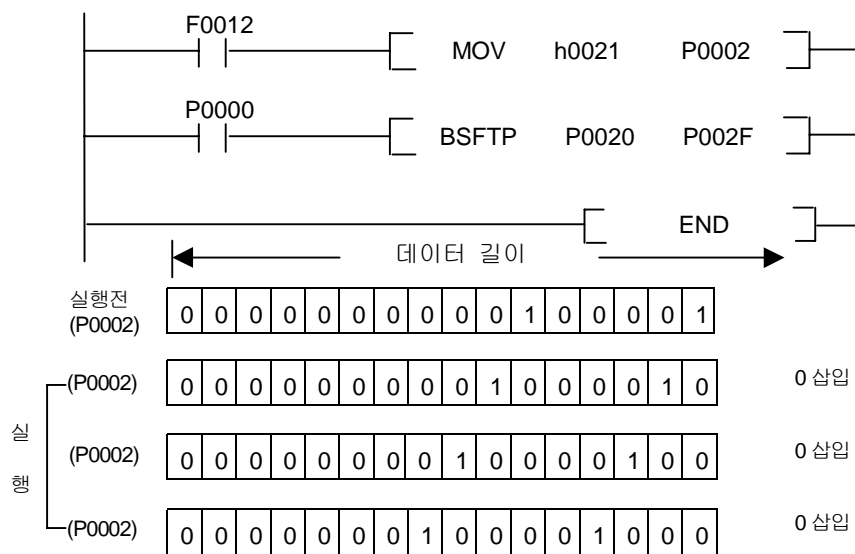 F0012
MOV h0021 P0002
P0000
BSFTP P0020 P002F
END
데이터 길이
실행전
(P0002)
0 0 0 0 0 0 0 0 0 0 1 0 0 0 0 1
(P0002) 0 0 0 0 0 0 0 0 0 1 0 0 0 0 1 0 0 삽입
실
행
(P0002) 0 0 0 0 0 0 0 0 1 0 0 0 0 1 0 0 0 삽입
(P0002) 0 0 0 0 0 0 0 1 0 0 0 0 1 0 0 0 0 삽입